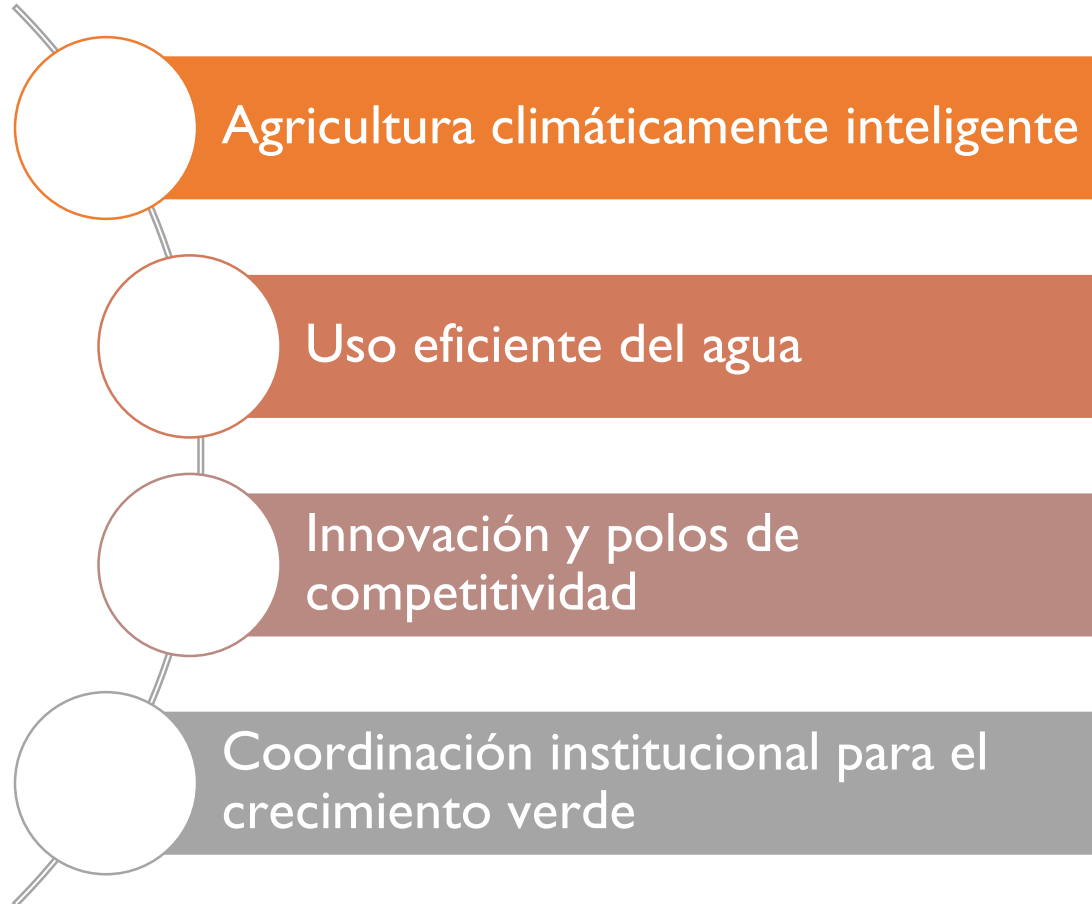 Agricultura climáticamente inteligente
Uso eficiente del agua
Innovación y polos de
competitividad
Coordinación institucional para el
crecimiento verde